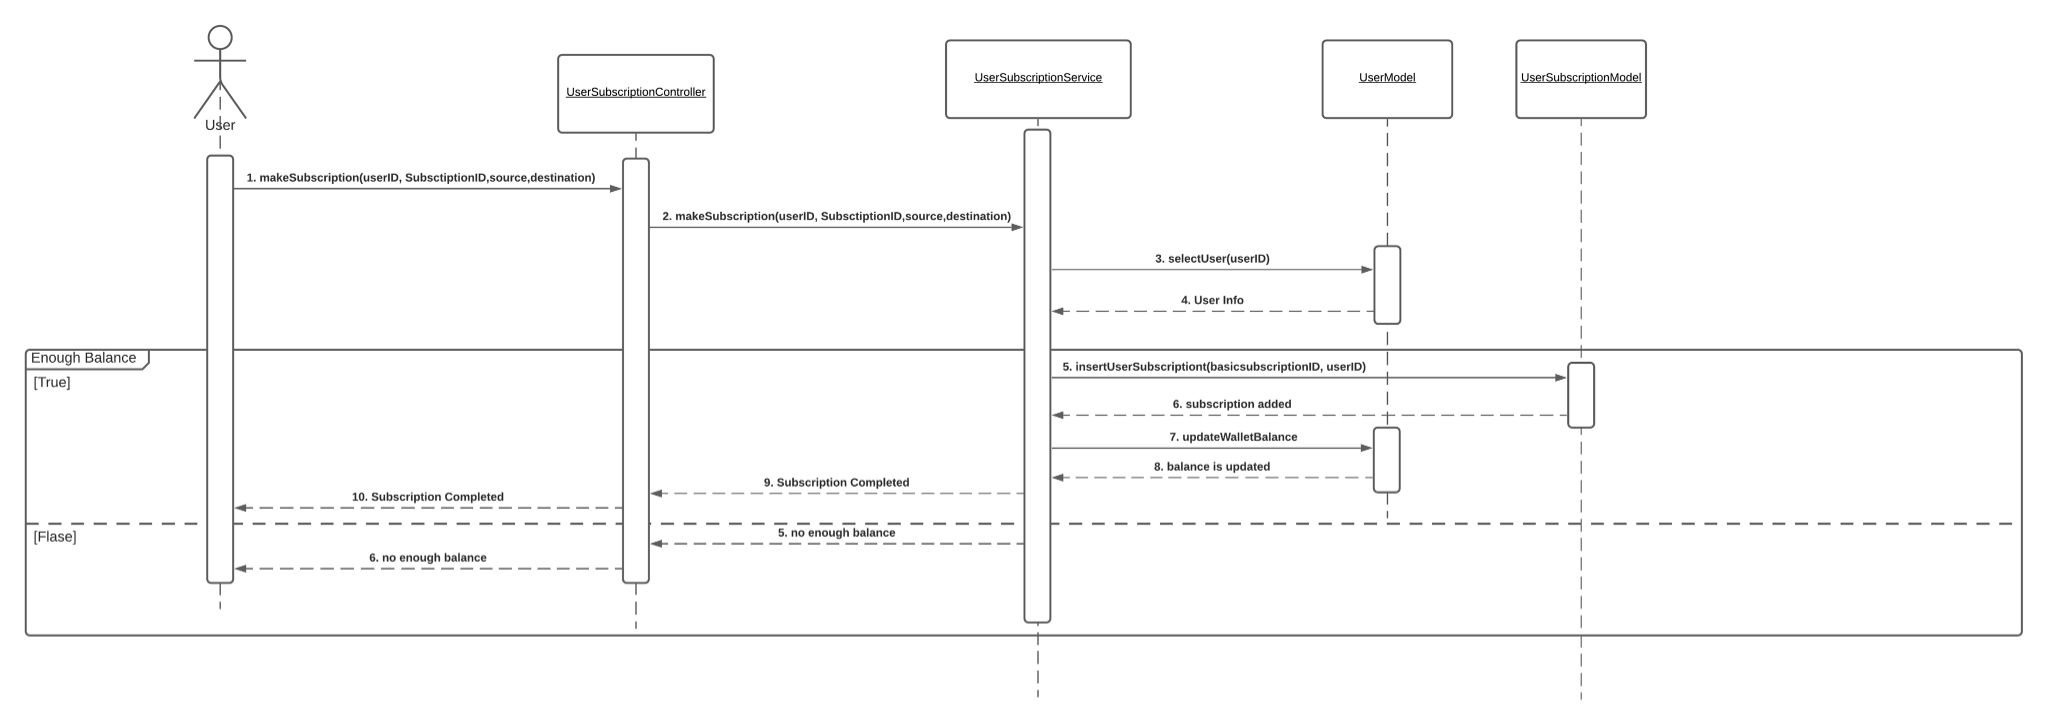 User
UserSubscriptionController
UserSubscriptionService
UserModel
UserSubscriptionModel
1. makeSubscription(userID, SubsctiptionID,source,destination)
2. makeSubscription(userID, SubsctiptionID,source,destination)
3. selectUser(userID)
4. User Info
Enough Balance
[True]
5. insertUserSubscriptiont(basicsubscriptionID, userID)
6. subscription added
7. updateWalletBalance
8. balance is updated
9. Subscription Completed
10. Subscription Completed
[Flase]
5. no enough balance
6. no enough balance